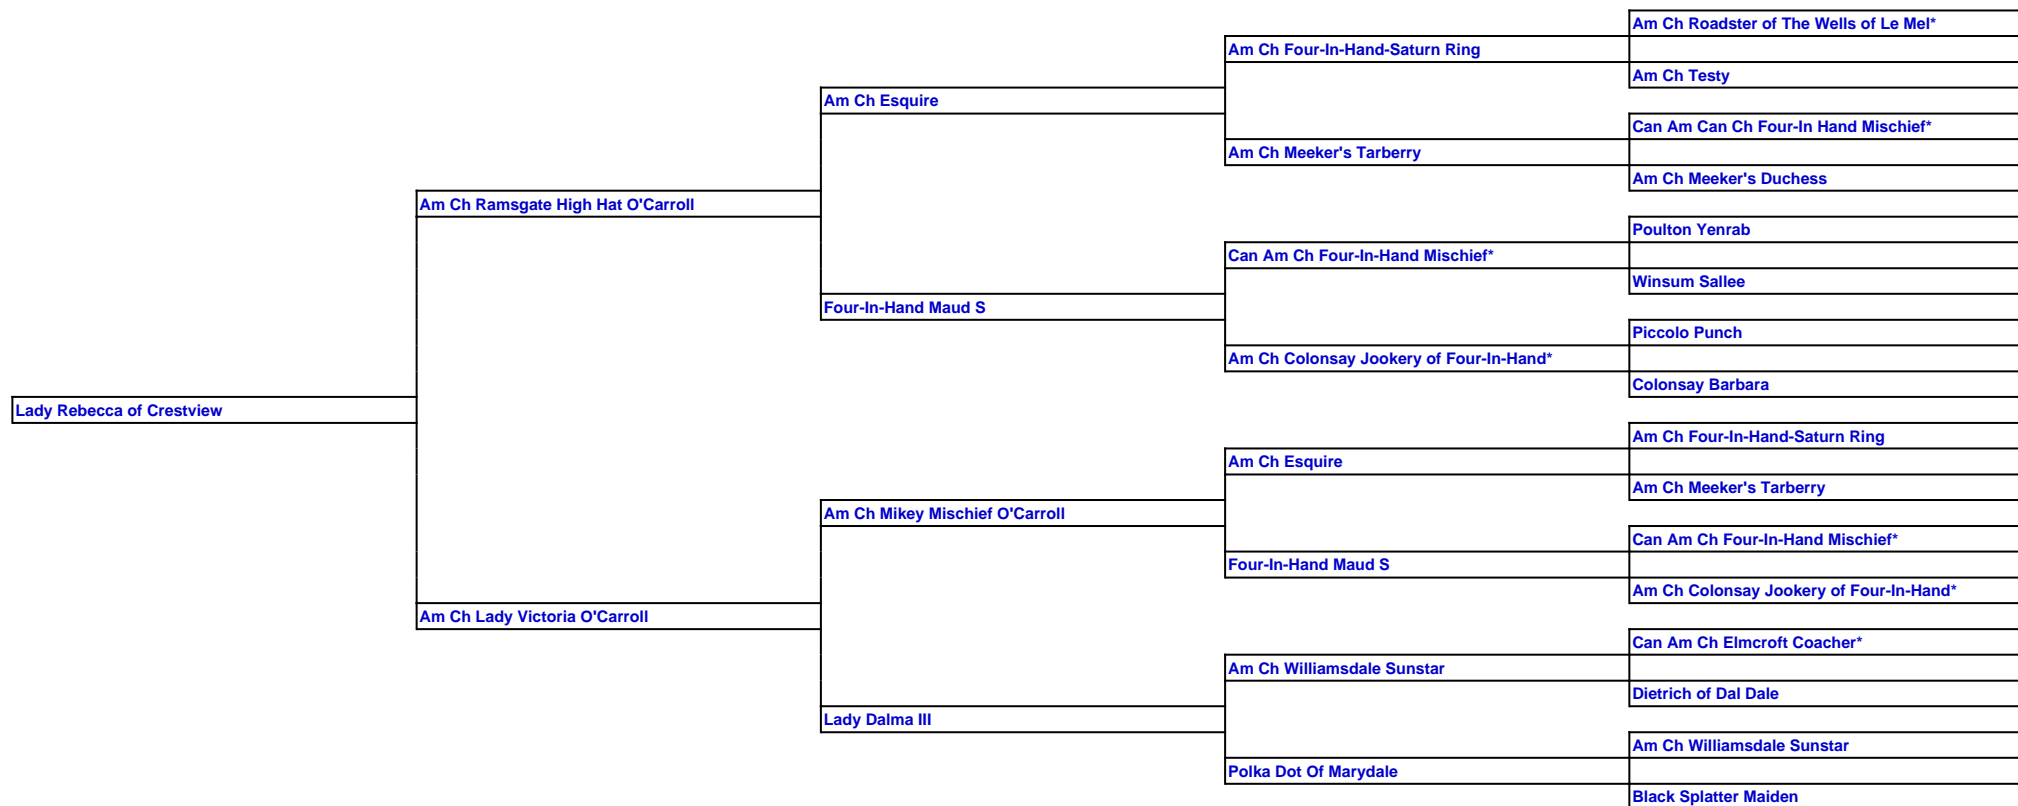 Am Ch Roadster of The Wells of Le Mel*
Am Ch Four-In-Hand-Saturn Ring
Am Ch Testy
Am Ch Esquire
Can Am Can Ch Four-In Hand Mischief*
Am Ch Meeker's Tarberry
Am Ch Meeker's Duchess
Am Ch Ramsgate High Hat O'Carroll
Poulton Yenrab
Can Am Ch Four-In-Hand Mischief*
Winsum Sallee
Four-In-Hand Maud S
Piccolo Punch
Am Ch Colonsay Jookery of Four-In-Hand*
Colonsay Barbara
Lady Rebecca of Crestview
Am Ch Four-In-Hand-Saturn Ring
Am Ch Esquire
Am Ch Meeker's Tarberry
Am Ch Mikey Mischief O'Carroll
Can Am Ch Four-In-Hand Mischief*
Four-In-Hand Maud S
Am Ch Colonsay Jookery of Four-In-Hand*
Am Ch Lady Victoria O'Carroll
Can Am Ch Elmcroft Coacher*
Am Ch Williamsdale Sunstar
Dietrich of Dal Dale
Lady Dalma III
Am Ch Williamsdale Sunstar
Polka Dot Of Marydale
Black Splatter Maiden